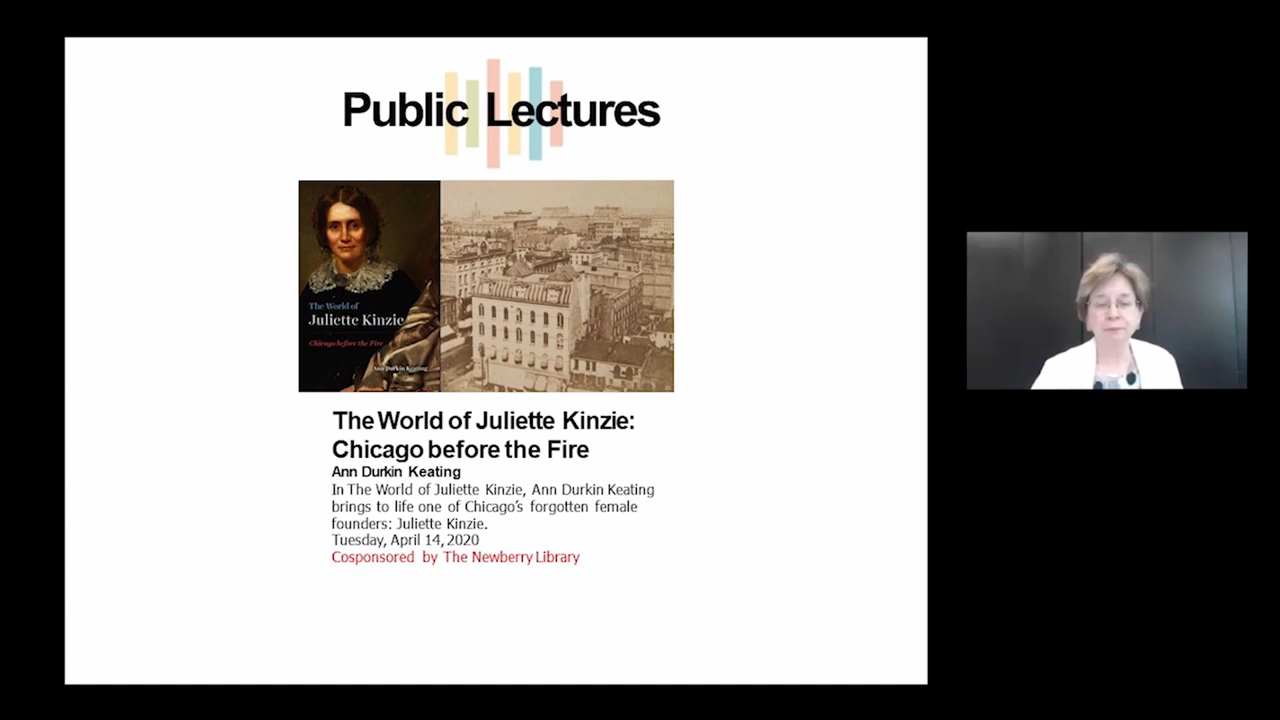 Public Lectures
The World of
Juliette Kinzie
Chicago before the Fire
Ann Durkin Keating
The World of Juliette Kinzie:
Chicago before the Fire
Ann Durkin Keating
In The World of Juliette Kinzie, Ann Durkin Keating
brings to life one of Chicago’s forgotten female
founders: Juliette Kinzie.
Tuesday, April 14, 2020
Cosponsored by The Newberry Library